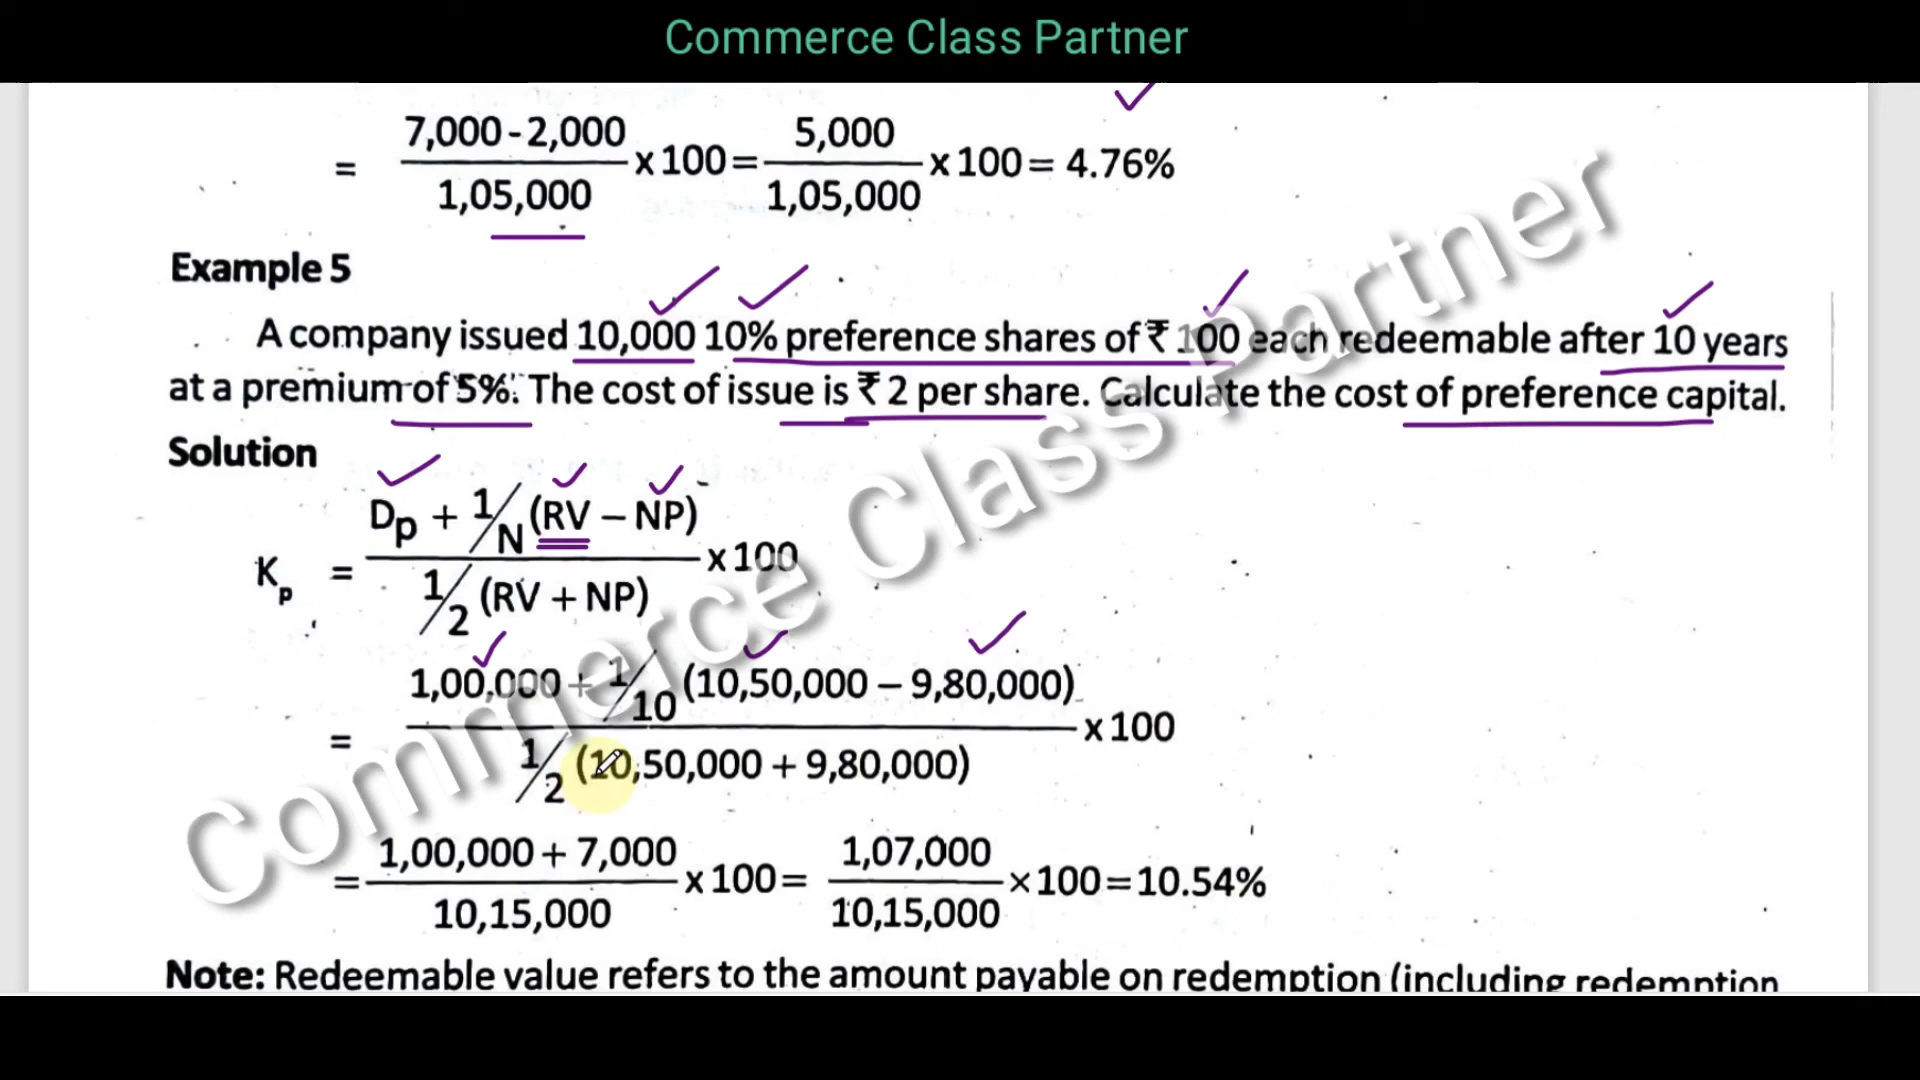 Commerce Class Partner
= 7,000 - 2,000 / 1,05,000 x 100 = 5,000 / 1,05,000 x 100 = 4.76%
Example 5
A company issued 10,000 10% preference shares of ₹ 100 each redeemable after 10 years
at a premium of 5%. The cost of issue is ₹ 2 per share. Calculate the cost of preference capital.
Solution
Kp = Dp + 1/N (RV – NP) / 1/2 (RV + NP) x 100
= 1,00,000 + 1/10 (10,50,000 – 9,80,000) / 1/2 (10,50,000 + 9,80,000) x 100
= 1,00,000 + 7,000 / 10,15,000 x 100 = 1,07,000 / 10,15,000 × 100 = 10.54%
Note: Redeemable value refers to the amount payable on redemption (including redemption
Commerce Class Partner